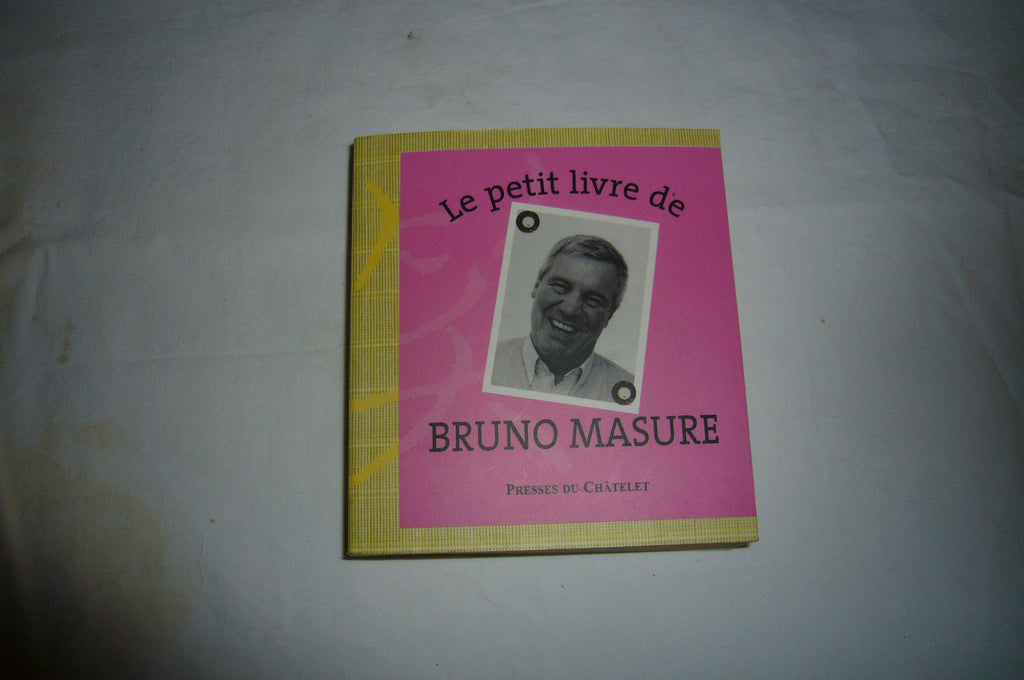 Le petit livre de
BRUNO MASURE
PRESSES DU CHÂTELET